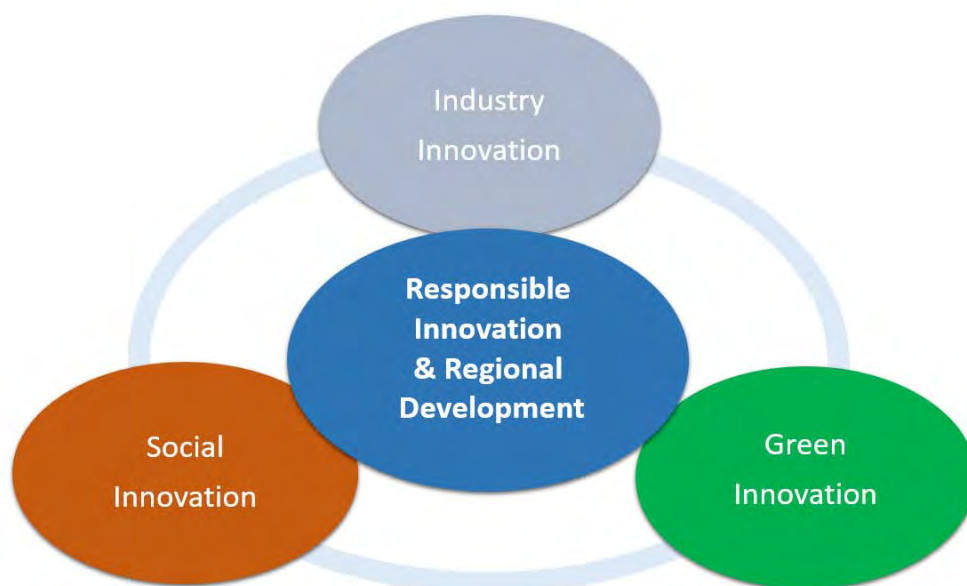 Industry
Innovation
Responsible
Innovation
& Regional
Development
Social
Innovation
Green
Innovation